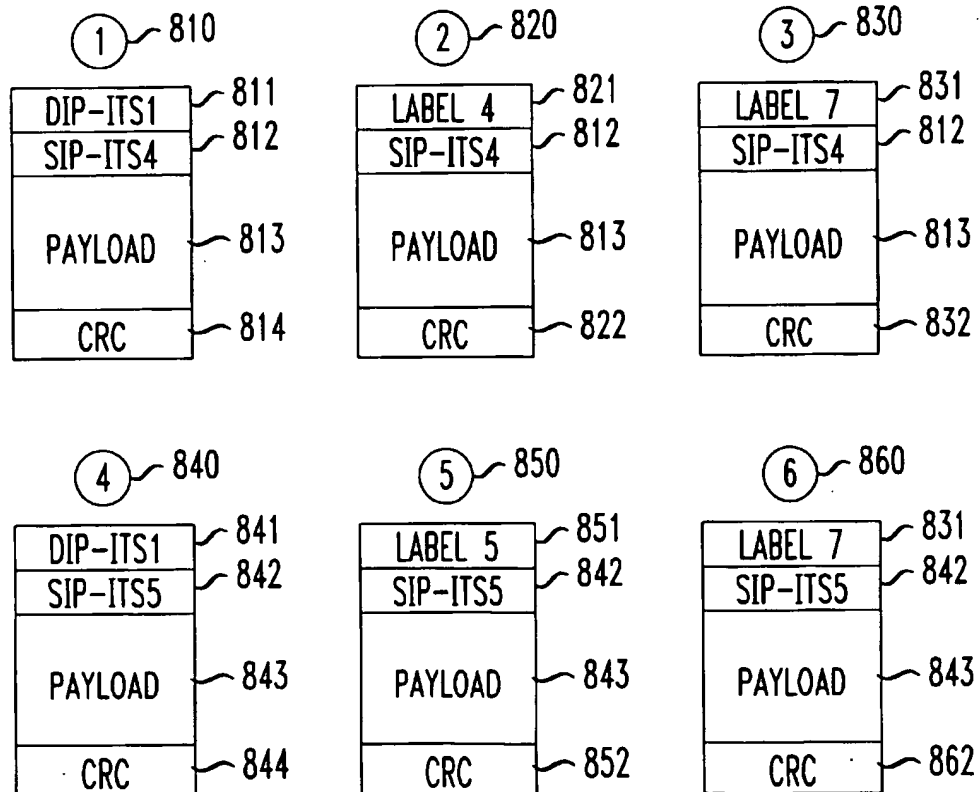 1 810
DIP-ITS1 811
SIP-ITS4 812
PAYLOAD 813
CRC 814
2 820
LABEL 4 821
SIP-ITS4 812
PAYLOAD 813
CRC 822
3 830
LABEL 7 831
SIP-ITS4 812
PAYLOAD 813
CRC 832
4 840
DIP-ITS1 841
SIP-ITS5 842
PAYLOAD 843
CRC 844
5 850
LABEL 5 851
SIP-ITS5 842
PAYLOAD 843
CRC 852
6 860
LABEL 7 831
SIP-ITS5 842
PAYLOAD 843
CRC 862